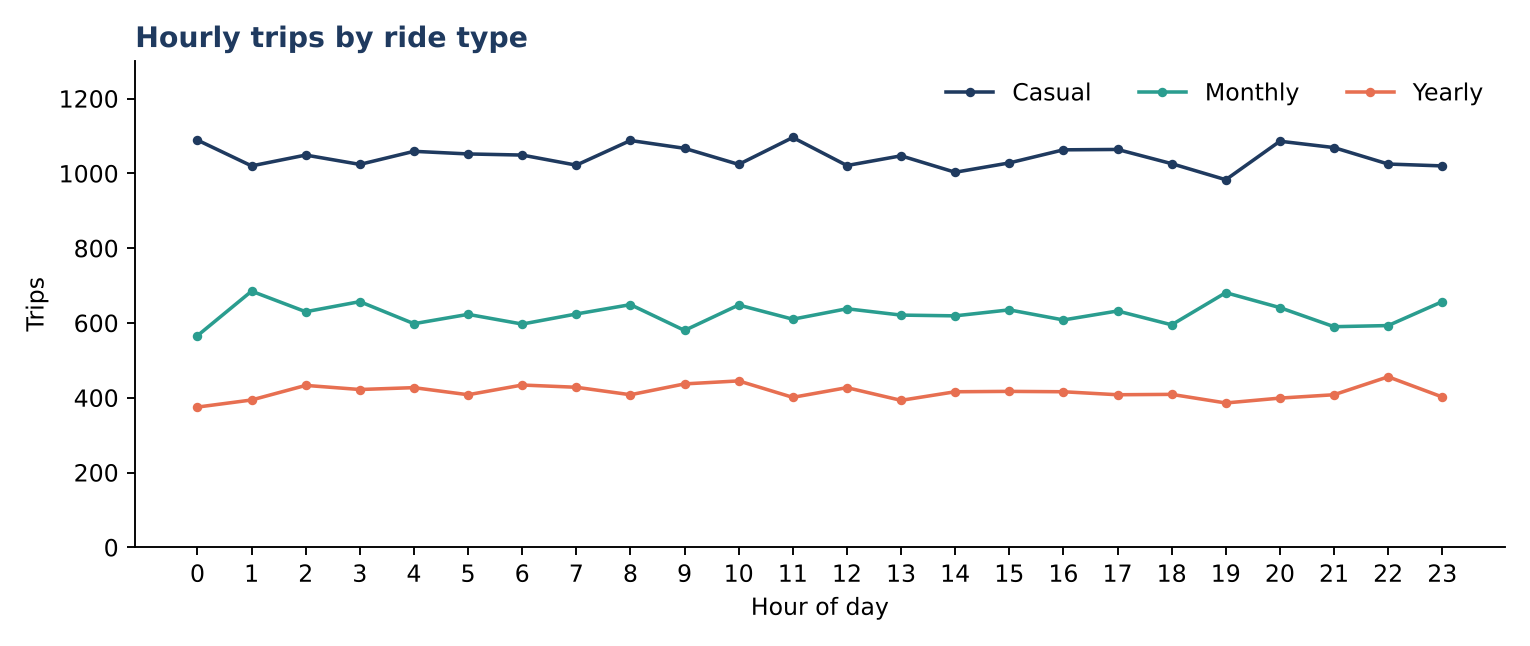 Hourly trips by ride type
Casual Monthly Yearly
1200
1000
800
600
400
200
0
Trips
0 1 2 3 4 5 6 7 8 9 10 11 12 13 14 15 16 17 18 19 20 21 22 23
Hour of day